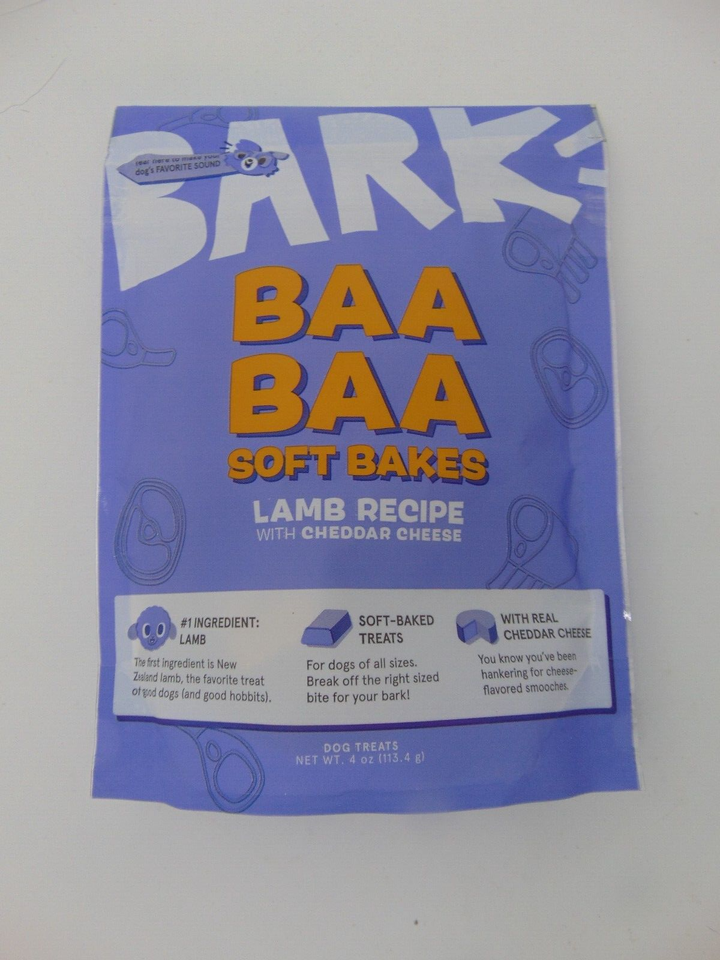 BARK
Tear here to make your
dog's FAVORITE SOUND
BAA
BAA
SOFT BAKES
LAMB RECIPE
WITH CHEDDAR CHEESE
#1 INGREDIENT:
LAMB
The first ingredient is New
Zealand lamb, the favorite treat
of good dogs (and good hobbits).
SOFT-BAKED
TREATS
For dogs of all sizes.
Break off the right sized
bite for your bark!
WITH REAL
CHEDDAR CHEESE
You know you've been
hankering for cheese-
flavored smooches.
DOG TREATS
NET WT. 4 oz (113.4 g)